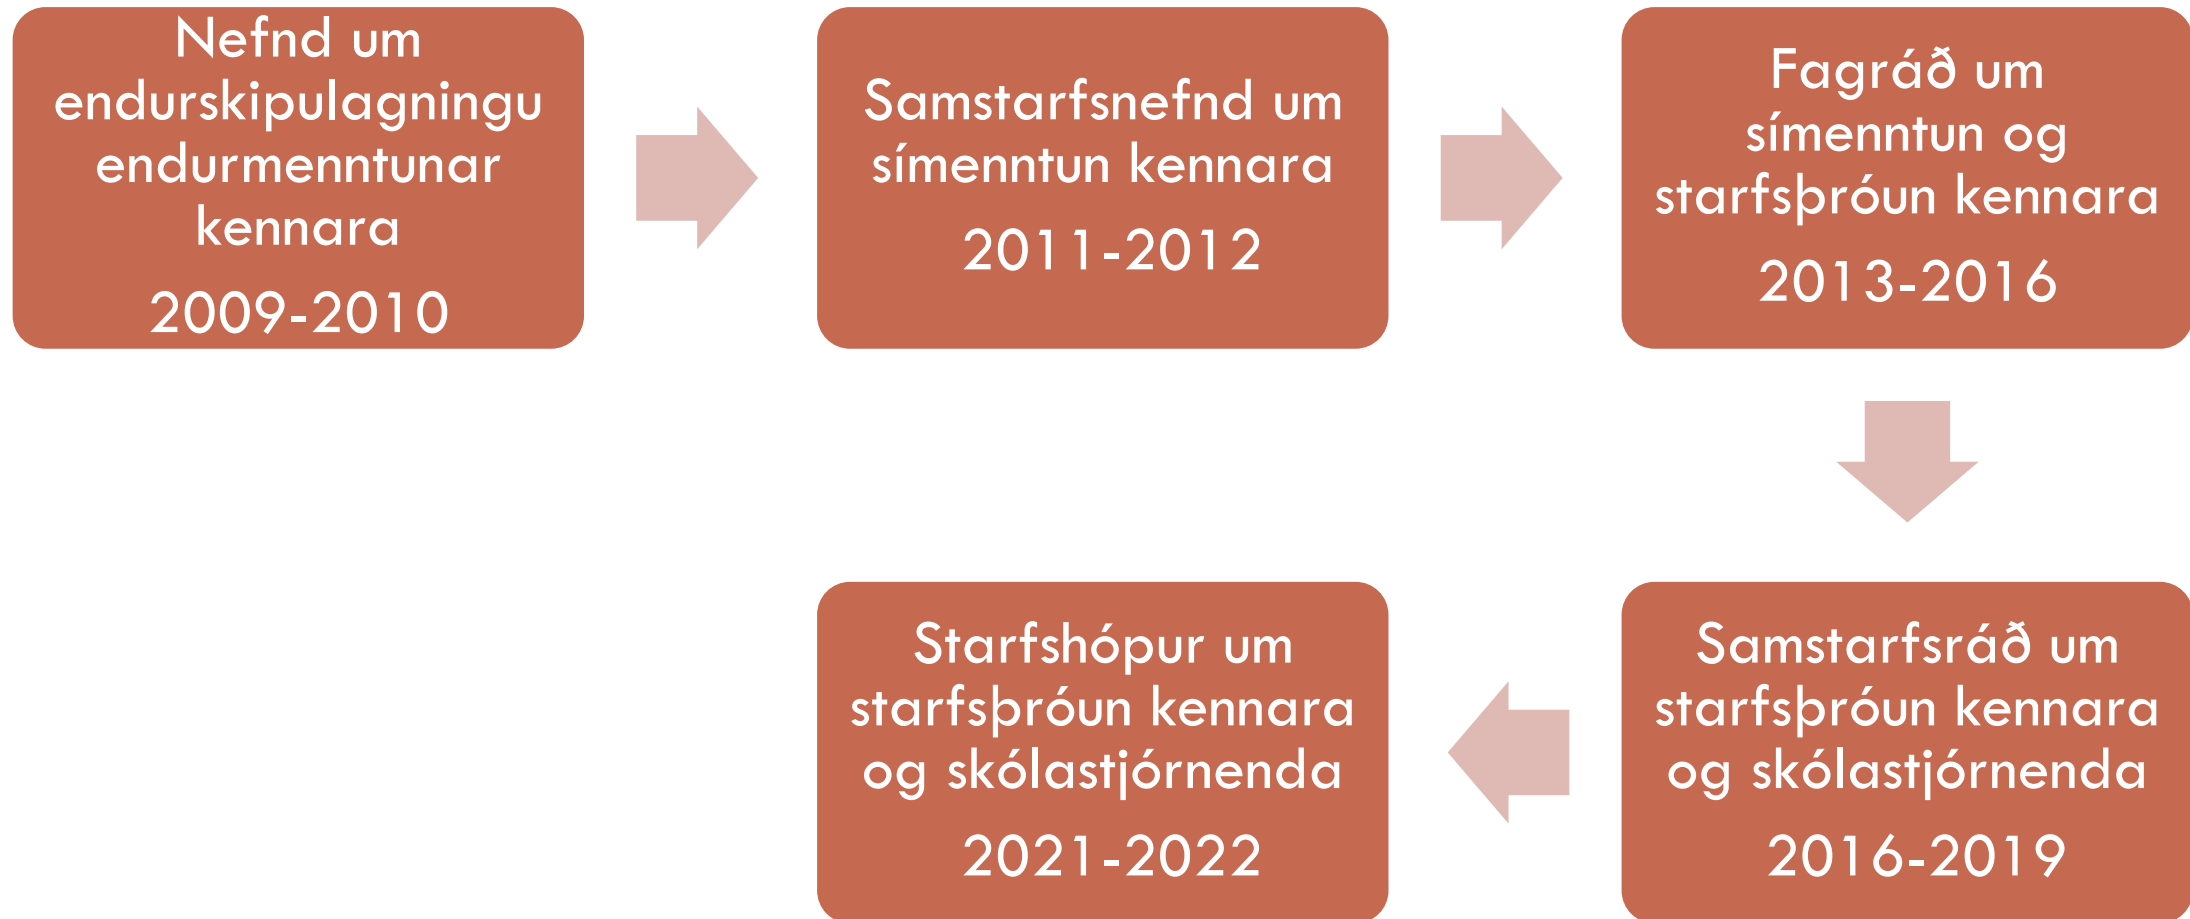 Nefnd um
endurskipulagningu
endurmenntunar
kennara
2009-2010
Samstarfsnefnd um
símenntun kennara
2011-2012
Fagráð um
símenntun og
starfsþróun kennara
2013-2016
Samstarfsráð um
starfsþróun kennara
og skólastjórnenda
2016-2019
Starfshópur um
starfsþróun kennara
og skólastjórnenda
2021-2022